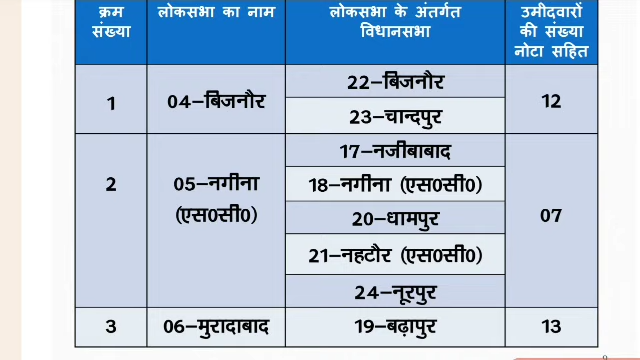 क्रम संख्या
लोकसभा का नाम
लोकसभा के अंतर्गत विधानसभा
उमीदवारों की संख्या नोटा सहित
1
04–बिजनौर
22–बिजनौर
23–चान्दपुर
12
2
05–नगीना
(एस0सी0)
17–नजीबाबाद
18–नगीना (एस0सी0)
20–धामपुर
21–नहटौर (एस0सी0)
24–नूरपुर
07
3
06–मुरादाबाद
19–बढ़ापुर
13